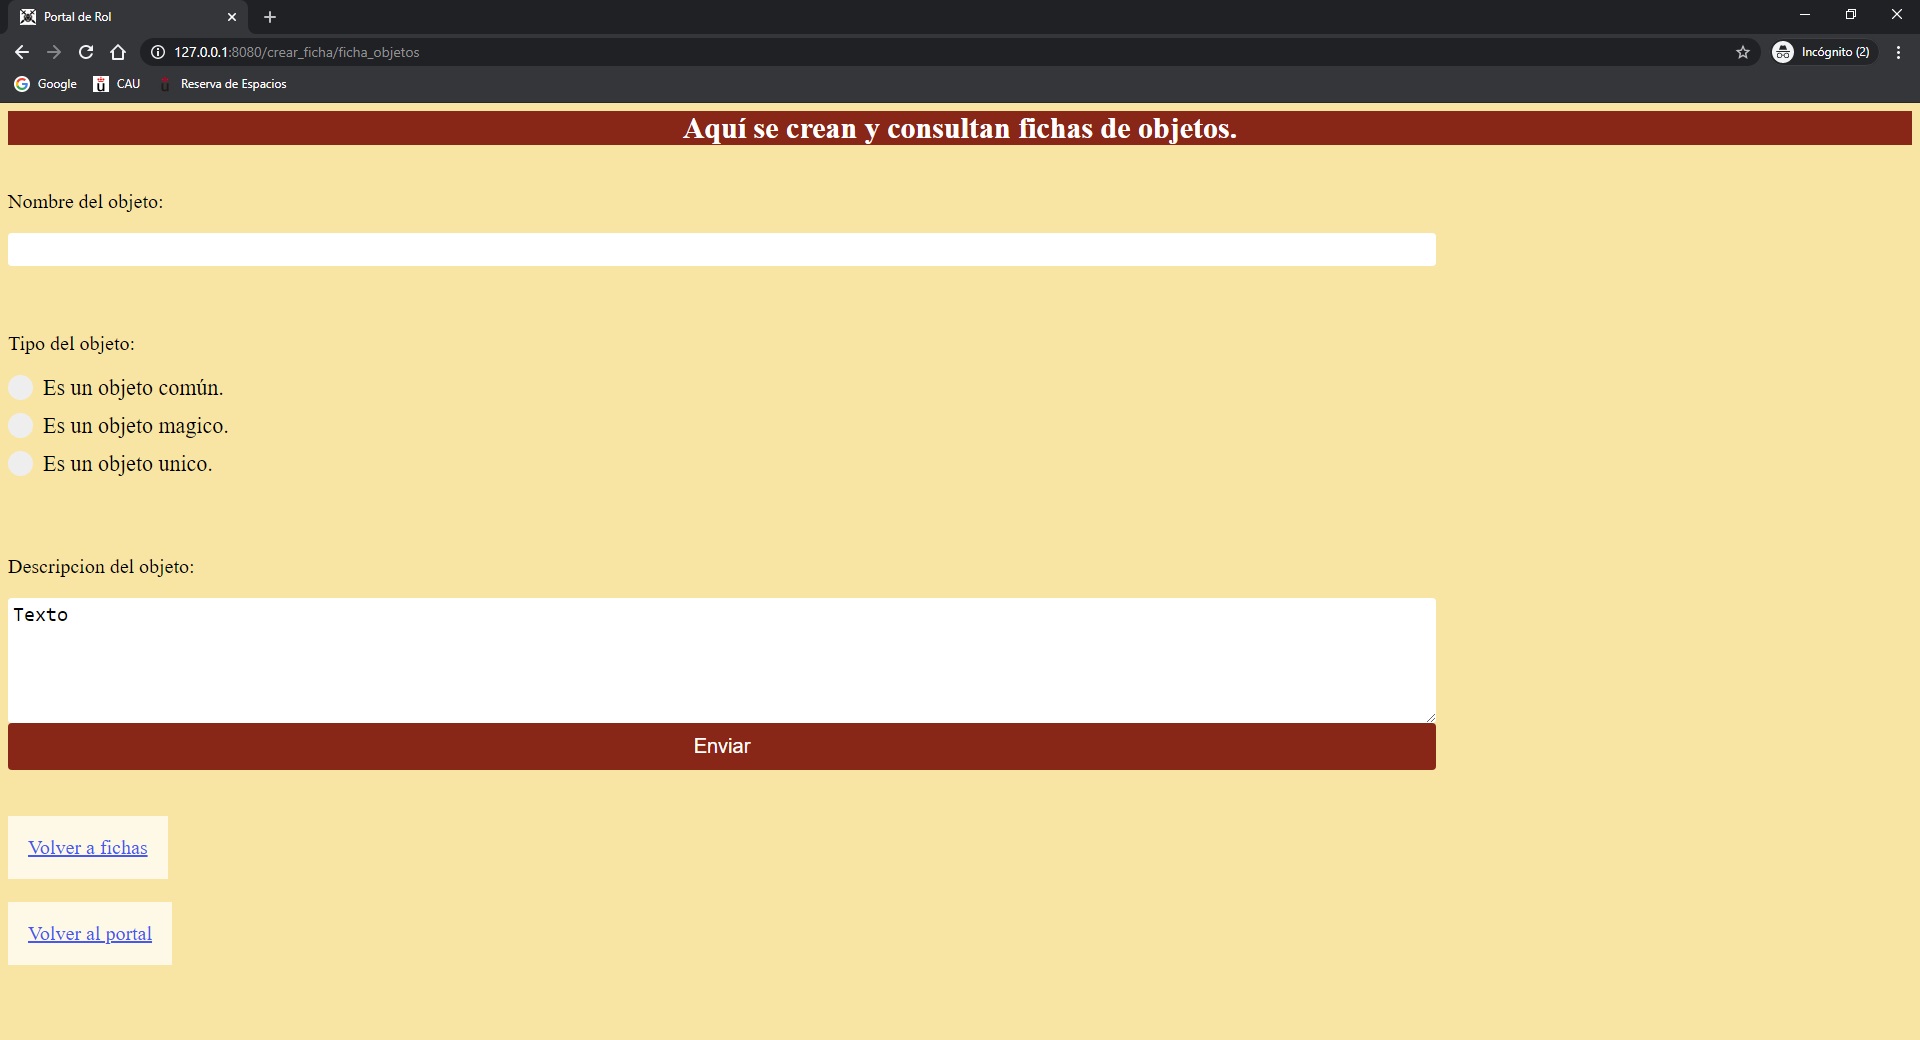 Portal de Rol
127.0.0.1:8080/crear_ficha/ficha_objetos
Incógnito (2)
Google
CAU
Reserva de Espacios
Aquí se crean y consultan fichas de objetos.
Nombre del objeto:
Tipo del objeto:
Es un objeto común.
Es un objeto magico.
Es un objeto unico.
Descripcion del objeto:
Texto
Enviar
Volver a fichas
Volver al portal